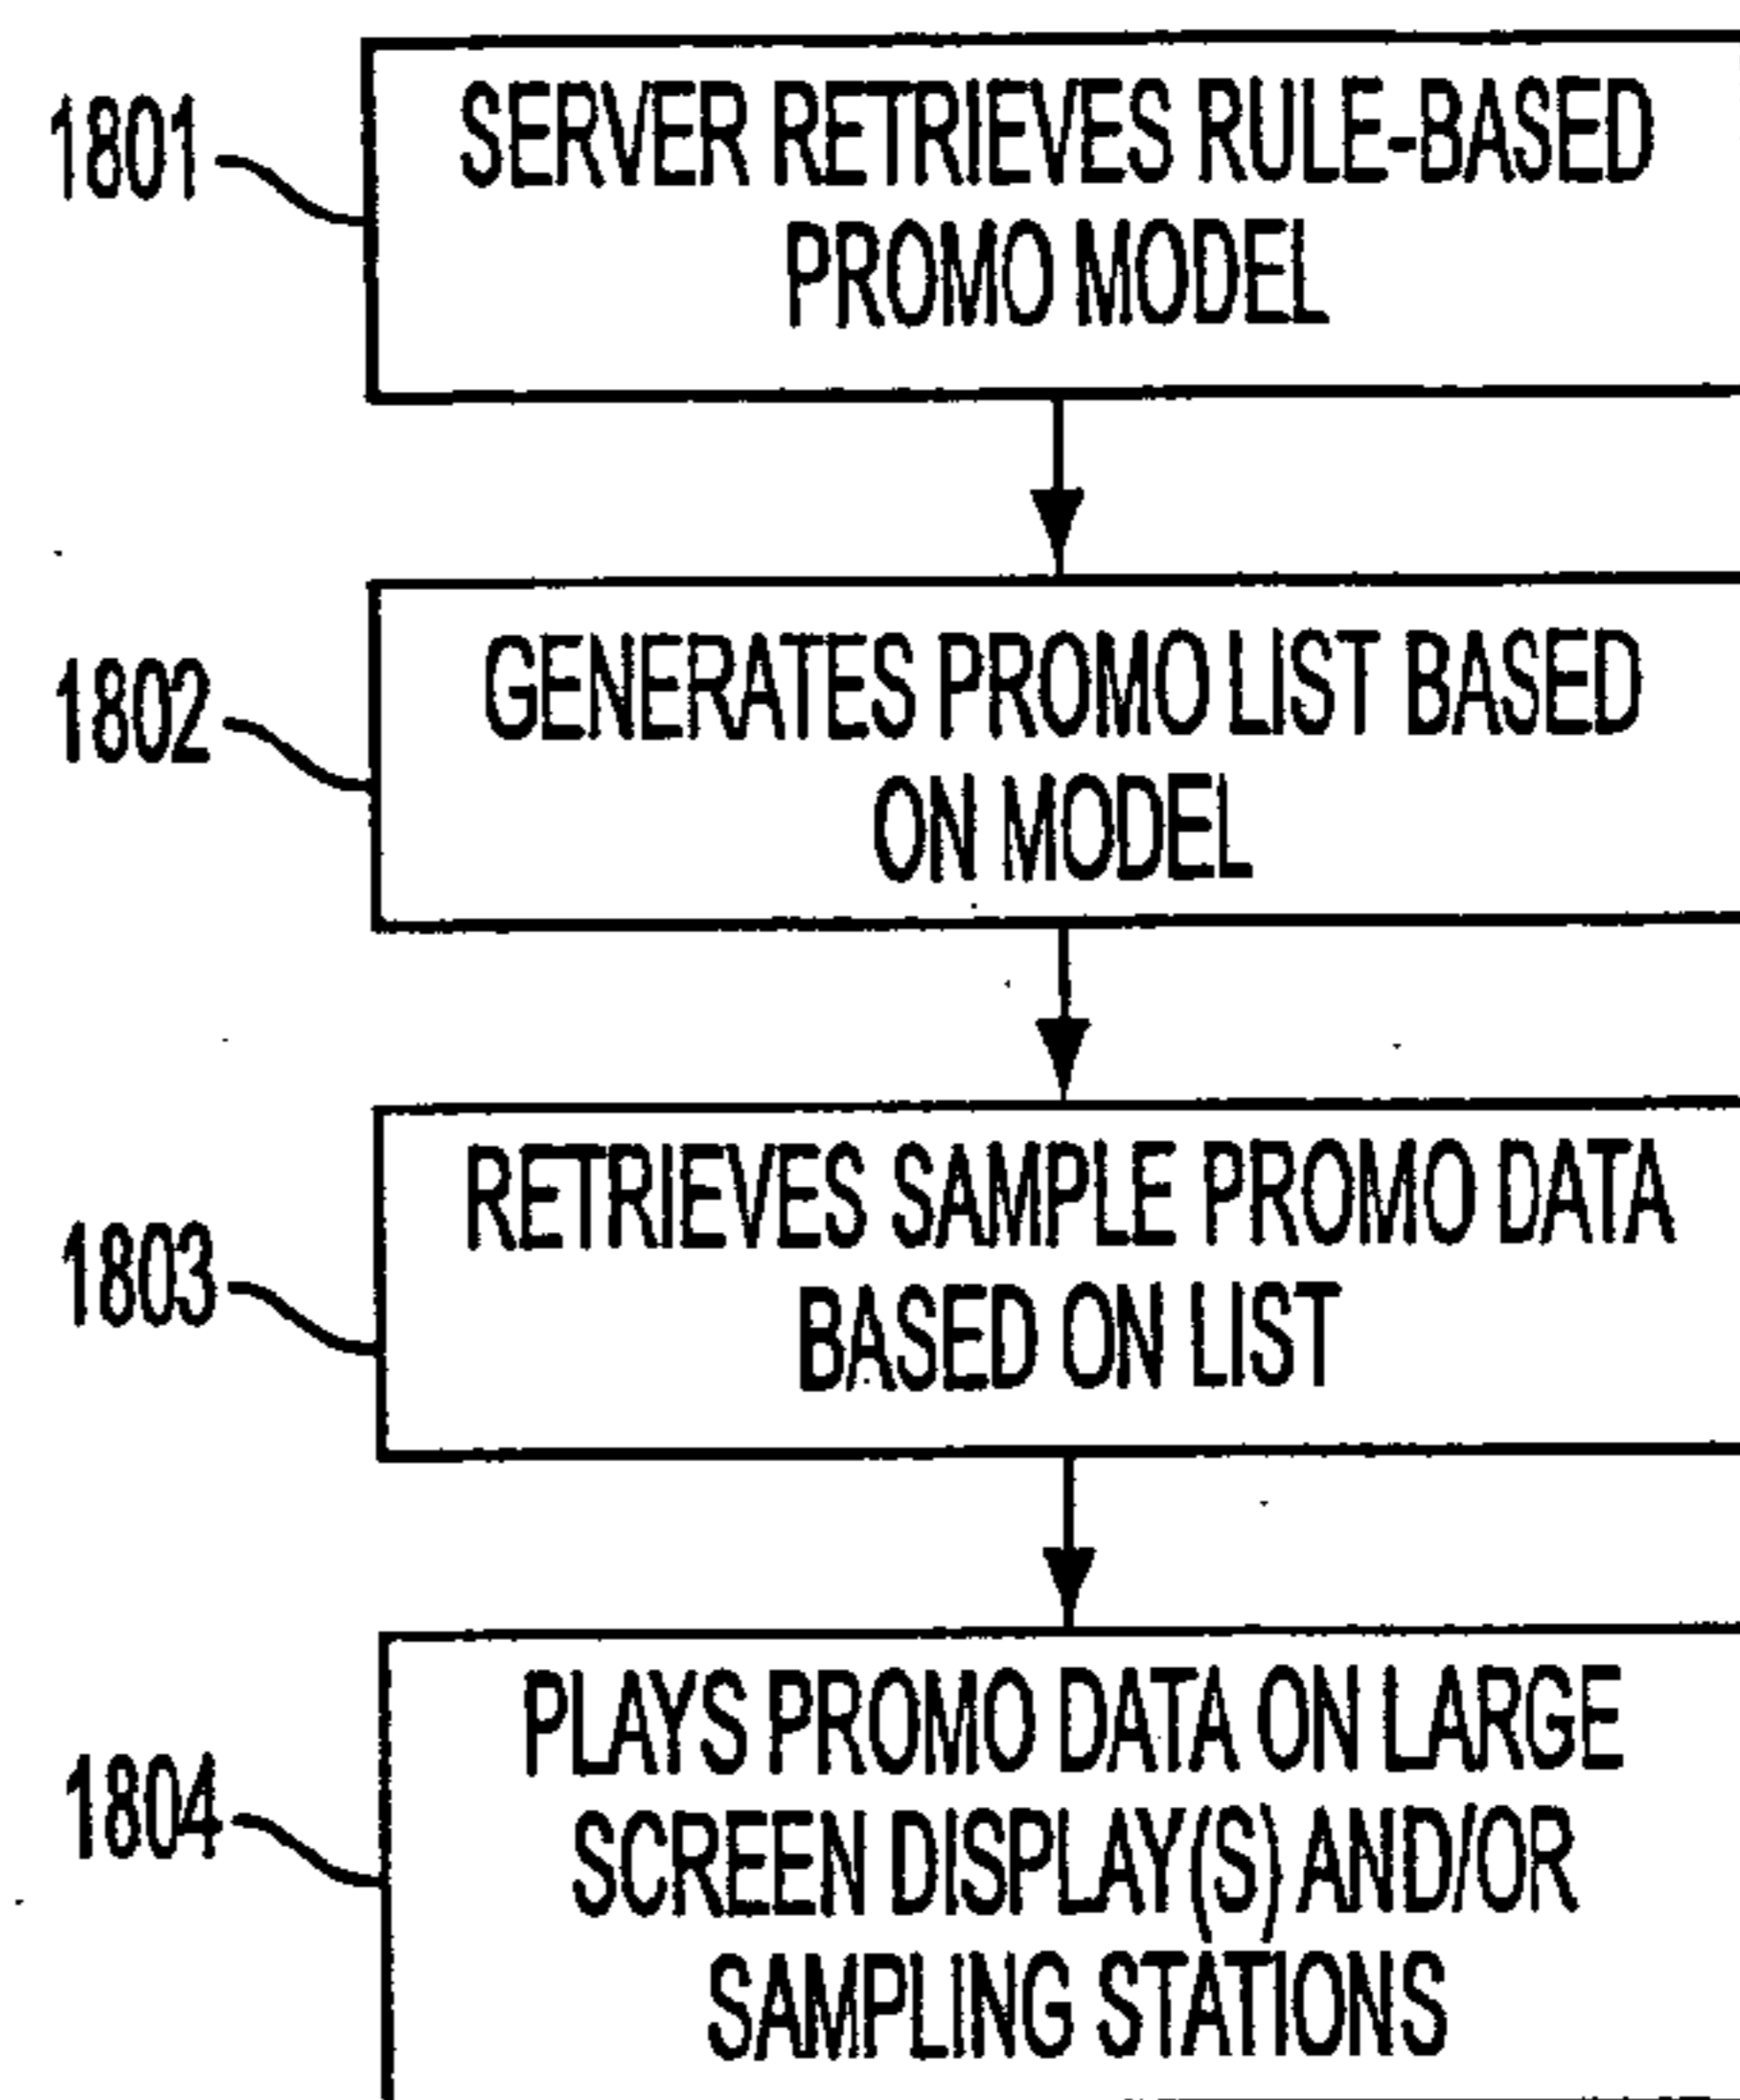 1801
SERVER RETRIEVES RULE-BASED
PROMO MODEL
1802
GENERATES PROMO LIST BASED
ON MODEL
1803
RETRIEVES SAMPLE PROMO DATA
BASED ON LIST
1804
PLAYS PROMO DATA ON LARGE
SCREEN DISPLAY(S) AND/OR
SAMPLING STATIONS